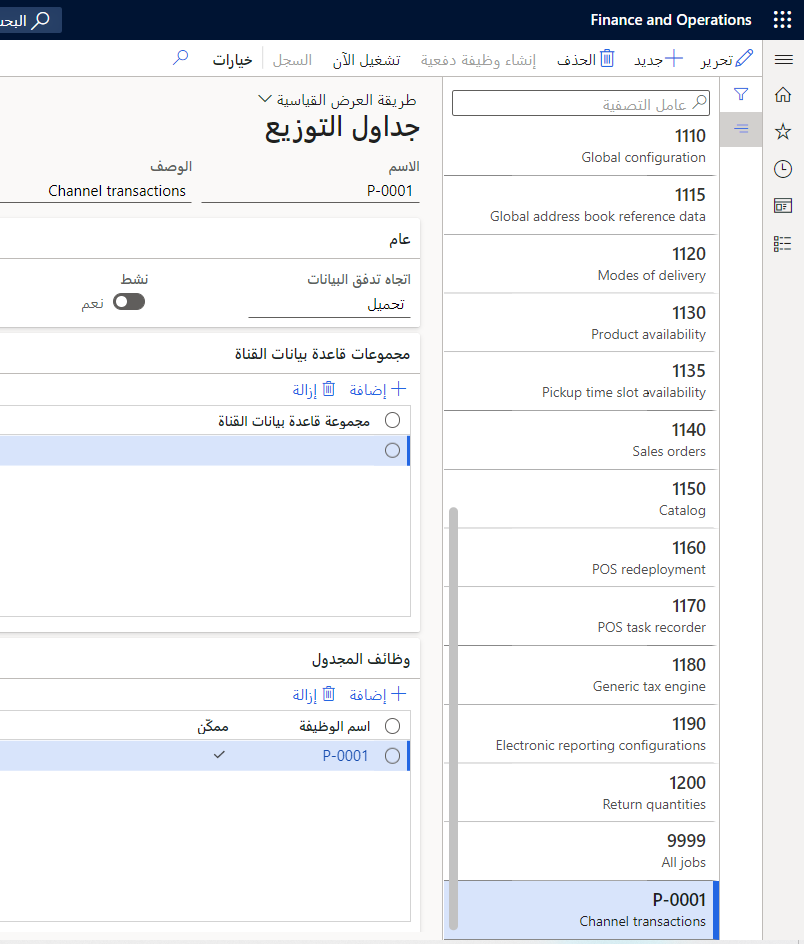 Finance and Operations
البحث
تحرير
جديد
الحذف
إنشاء وظيفة دفعية
تشغيل الآن
السجل
خيارات
عامل التصفية
1110
Global configuration
1115
Global address book reference data
1120
Modes of delivery
1130
Product availability
1135
Pickup time slot availability
1140
Sales orders
1150
Catalog
1160
POS redeployment
1170
POS task recorder
1180
Generic tax engine
1190
Electronic reporting configurations
1200
Return quantities
9999
All jobs
P-0001
Channel transactions
طريقة العرض القياسية
جداول التوزيع
الاسم
الوصف
P-0001
Channel transactions
عام
اتجاه تدفق البيانات
نشط
تحميل
نعم
مجموعات قاعدة بيانات القناة
إضافة
إزالة
مجموعة قاعدة بيانات القناة
وظائف المجدول
إضافة
إزالة
اسم الوظيفة
ممكّن
P-0001